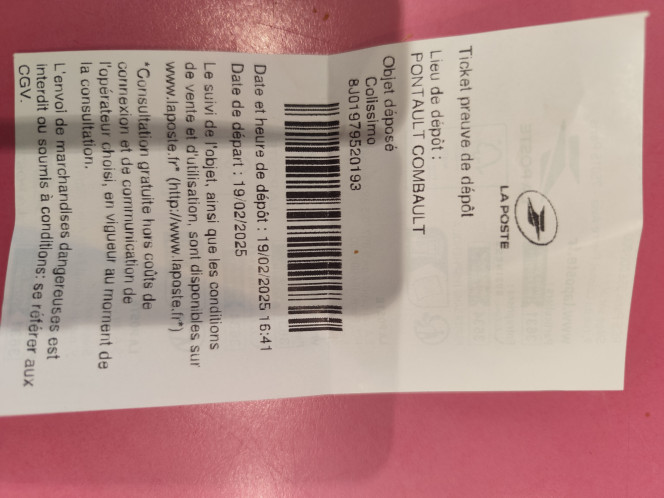 LA POSTE
Ticket preuve de dépôt
Lieu de dépôt :
PONTAULT COMBAULT
Objet déposé
Colissimo
8J01979520193
Date et heure de dépôt : 19/02/2025 16:41
Date de départ : 19/02/2025
Le suivi de l'objet, ainsi que les conditions
de vente et d'utilisation, sont disponibles sur
www.laposte.fr* (http://www.laposte.fr*)
*Consultation gratuite hors coûts de
connexion et de communication de
l'opérateur choisi, en vigueur au moment de
la consultation.
L'envoi de marchandises dangereuses est
interdit ou soumis à conditions: se référer aux
CGV.